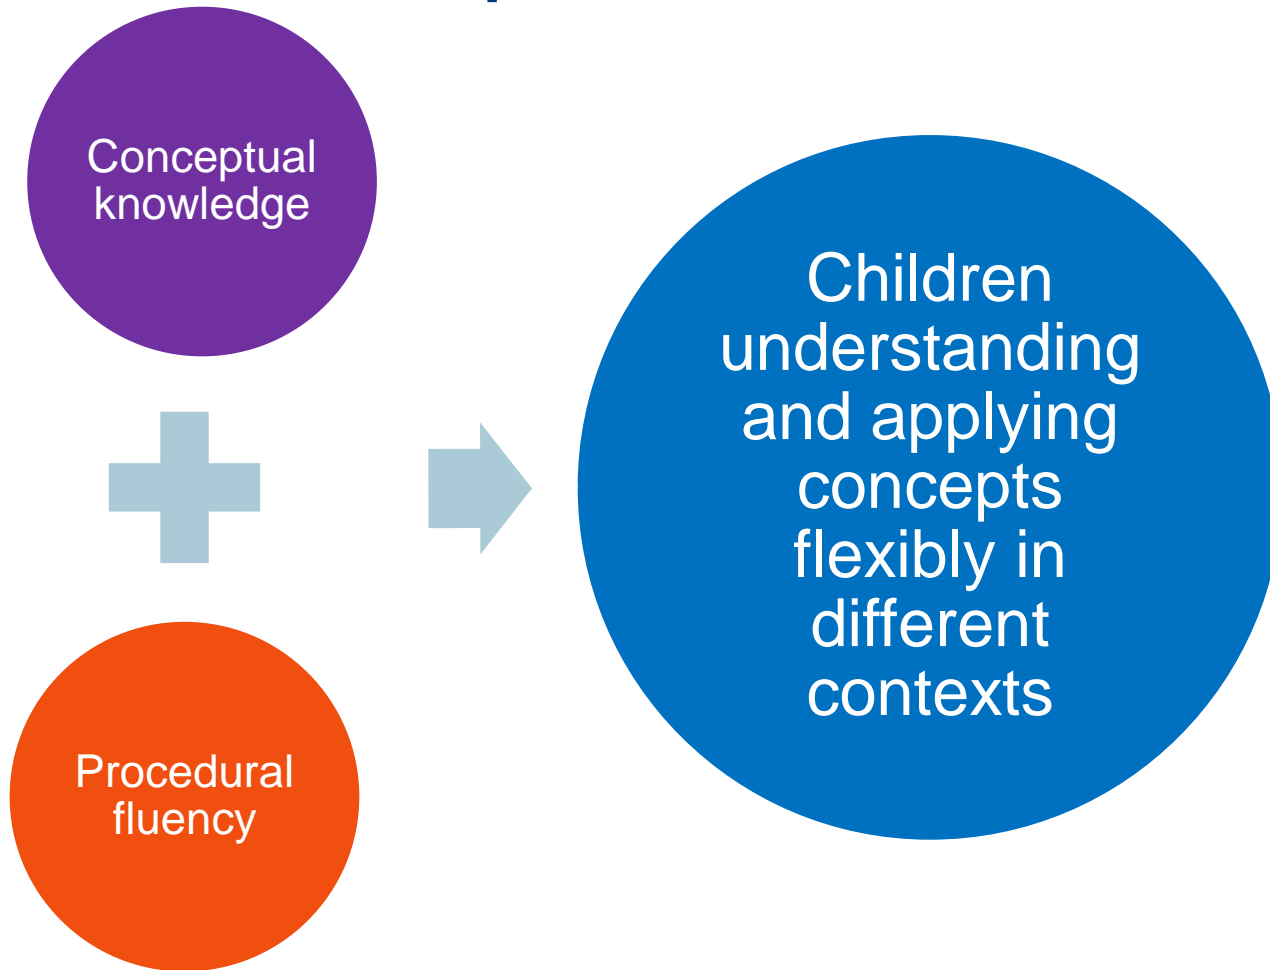 Conceptual
knowledge
Procedural
fluency
Children
understanding
and applying
concepts
flexibly in
different
contexts